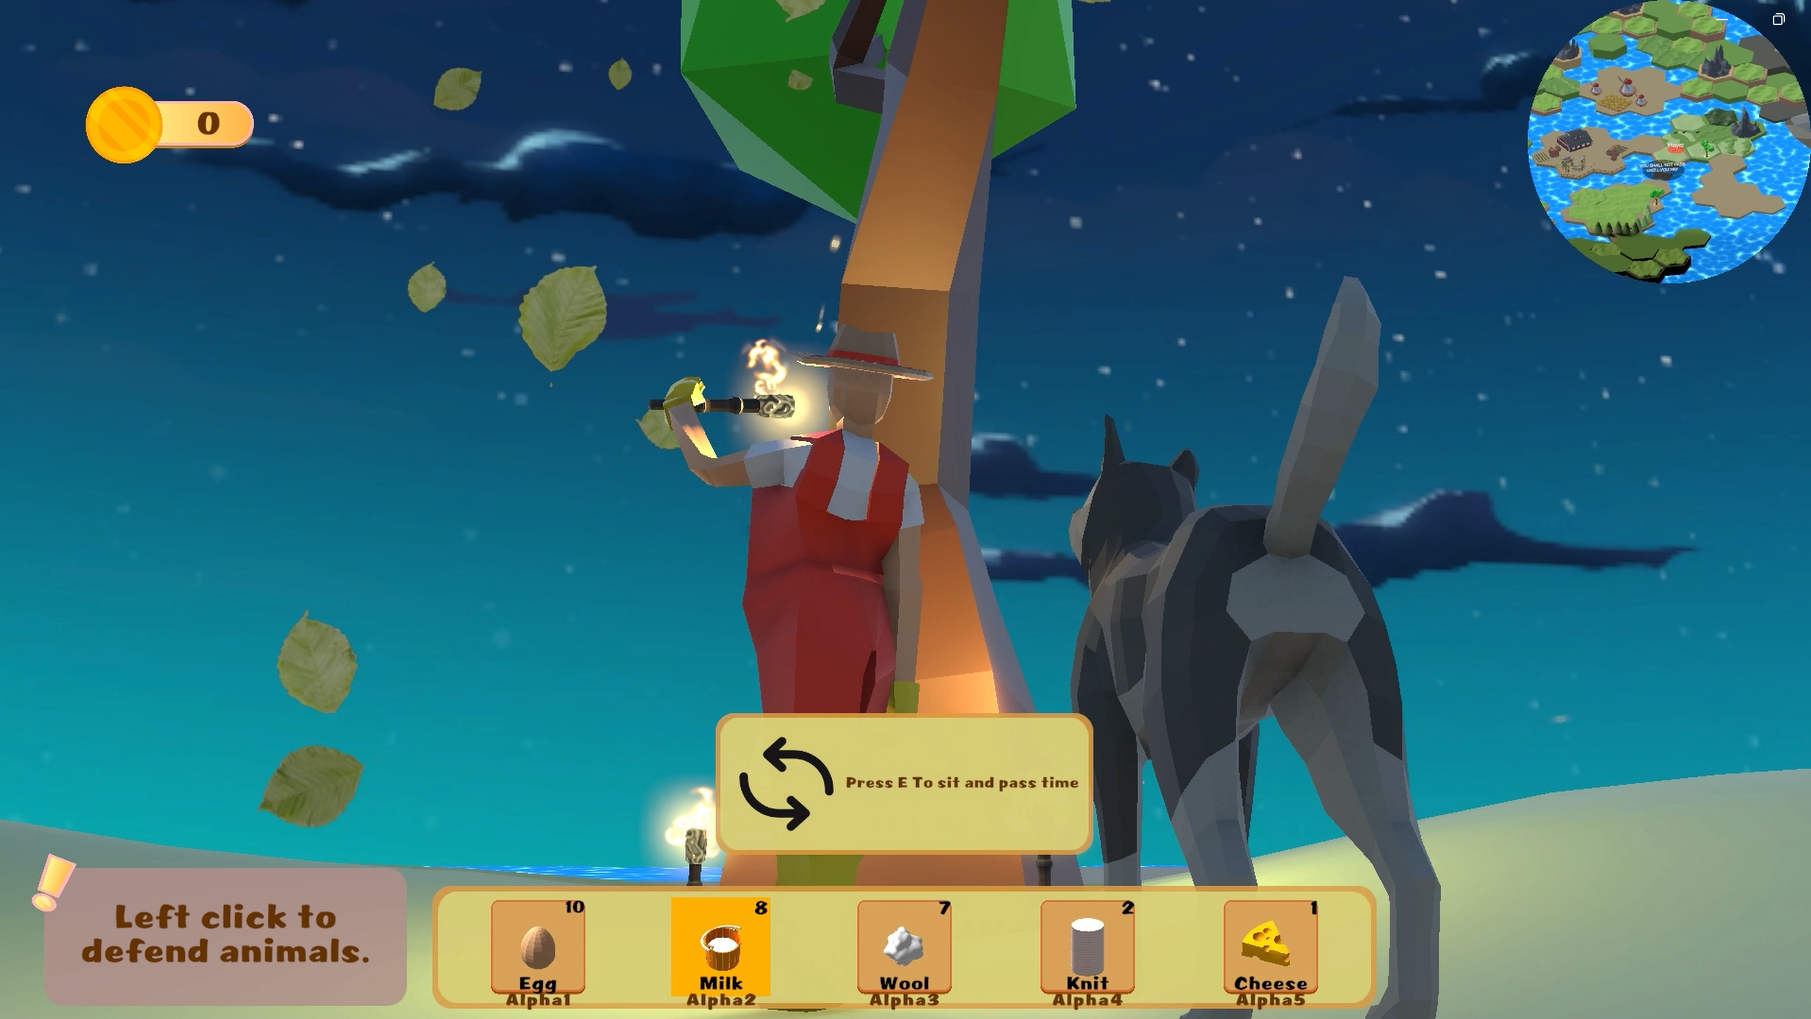 0
Player
Press E To sit and pass time
Left click to
defend animals.
10
8
7
2
1
Egg
Milk
Wool
Knit
Cheese
Alpha1
Alpha2
Alpha3
Alpha4
Alpha5